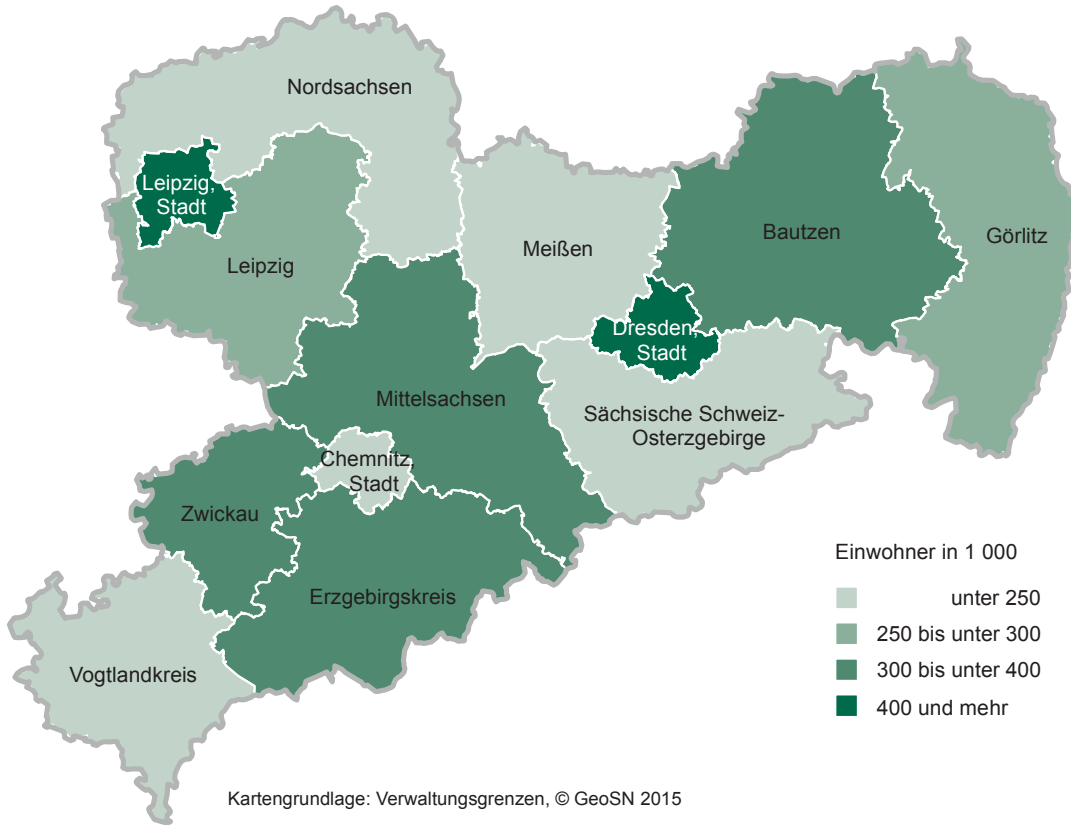 Nordsachsen
Leipzig,
Stadt
Leipzig
Meißen
Bautzen
Görlitz
Dresden,
Stadt
Mittelsachsen
Sächsische Schweiz-
Osterzgebirge
Chemnitz,
Stadt
Zwickau
Erzgebirgskreis
Vogtlandkreis
Einwohner in 1 000
unter 250
250 bis unter 300
300 bis unter 400
400 und mehr
Kartengrundlage: Verwaltungsgrenzen, © GeoSN 2015